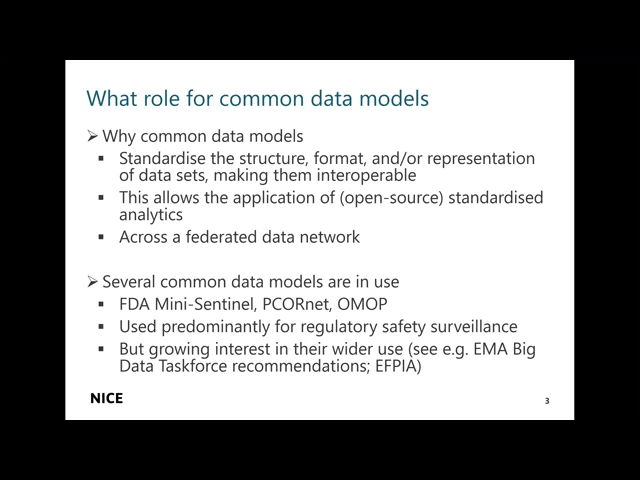 What role for common data models
➢ Why common data models
▪ Standardise the structure, format, and/or representation
of data sets, making them interoperable
▪ This allows the application of (open-source) standardised
analytics
▪ Across a federated data network
➢ Several common data models are in use
▪ FDA Mini-Sentinel, PCORnet, OMOP
▪ Used predominantly for regulatory safety surveillance
▪ But growing interest in their wider use (see e.g. EMA Big
Data Taskforce recommendations; EFPIA)
NICE
3